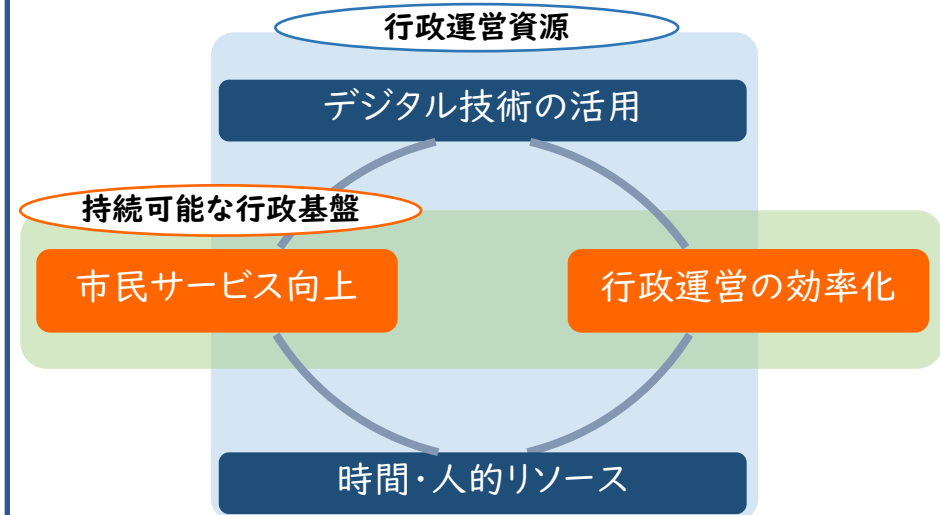 行政運営資源
デジタル技術の活用
持続可能な行政基盤
市民サービス向上
行政運営の効率化
時間・人的リソース